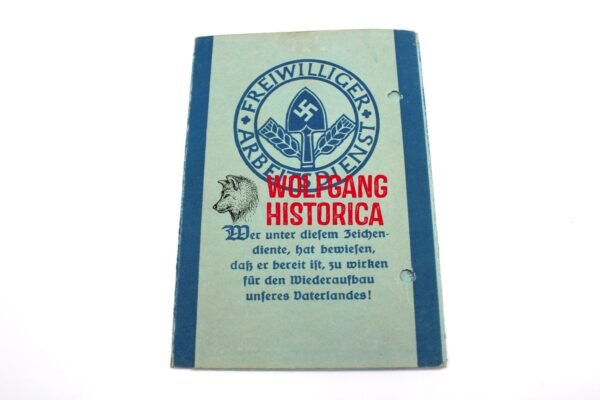 FREIWILLIGER
ARBEITSDIENST
WOLFGANG
HISTORICA
Wer unter diesem Zeichen-
diente, hat bewiesen,
daß er bereit ist, zu wirken
für den Wiederaufbau
unseres Vaterlandes!